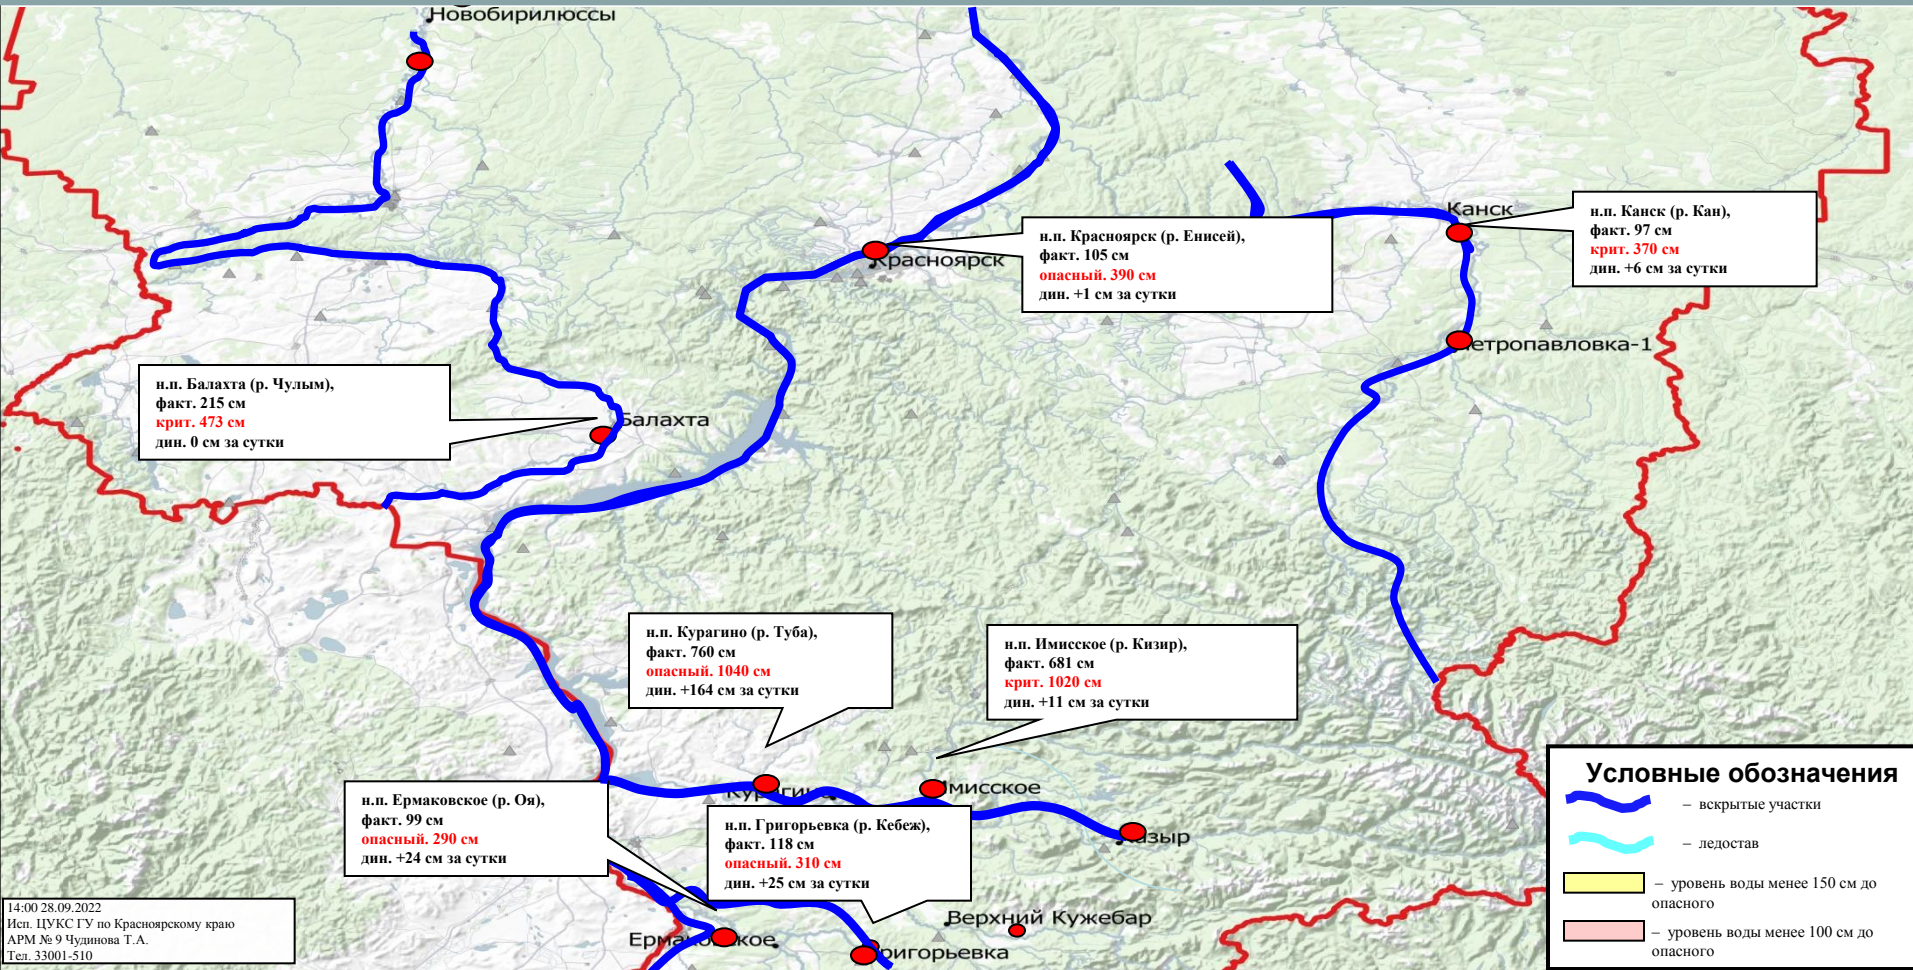 Новобирилюссы
Канск
н.п. Канск (р. Кан),
факт. 97 см
крит. 370 см
дин. +6 см за сутки
н.п. Красноярск (р. Енисей),
факт. 105 см
опасный. 390 см
дин. +1 см за сутки
Красноярск
Петропавловка-1
н.п. Балахта (р. Чулым),
факт. 215 см
крит. 473 см
дин. 0 см за сутки
Балахта
н.п. Курагино (р. Туба),
факт. 760 см
опасный. 1040 см
дин. +164 см за сутки
н.п. Имисское (р. Кизир),
факт. 681 см
крит. 1020 см
дин. +11 см за сутки
Курагино
Имисское
Казыр
н.п. Ермаковское (р. Оя),
факт. 99 см
опасный. 290 см
дин. +24 см за сутки
н.п. Григорьевка (р. Кебеж),
факт. 118 см
опасный. 310 см
дин. +25 см за сутки
Верхний Кужебар
Ермаковское
Григорьевка
Условные обозначения
– вскрытые участки
– ледостав
– уровень воды менее 150 см до
опасного
– уровень воды менее 100 см до
опасного
14:00 28.09.2022
Исп. ЦУКС ГУ по Красноярскому краю
АРМ № 9 Чудинова Т.А.
Тел. 33001-510